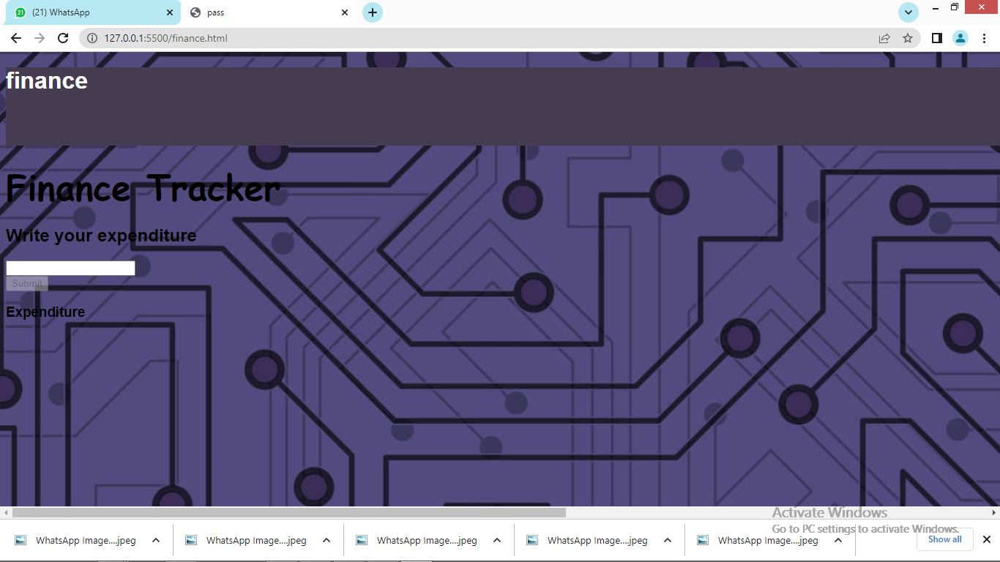 21 (21) WhatsApp
pass
127.0.0.1:5500/finance.html
finance
Finance Tracker
Write your expenditure
Submit
Expenditure
Activate Windows
Go to PC settings to activate Windows.
WhatsApp Image....jpeg
WhatsApp Image....jpeg
WhatsApp Image....jpeg
WhatsApp Image....jpeg
WhatsApp Image....jpeg
Show all